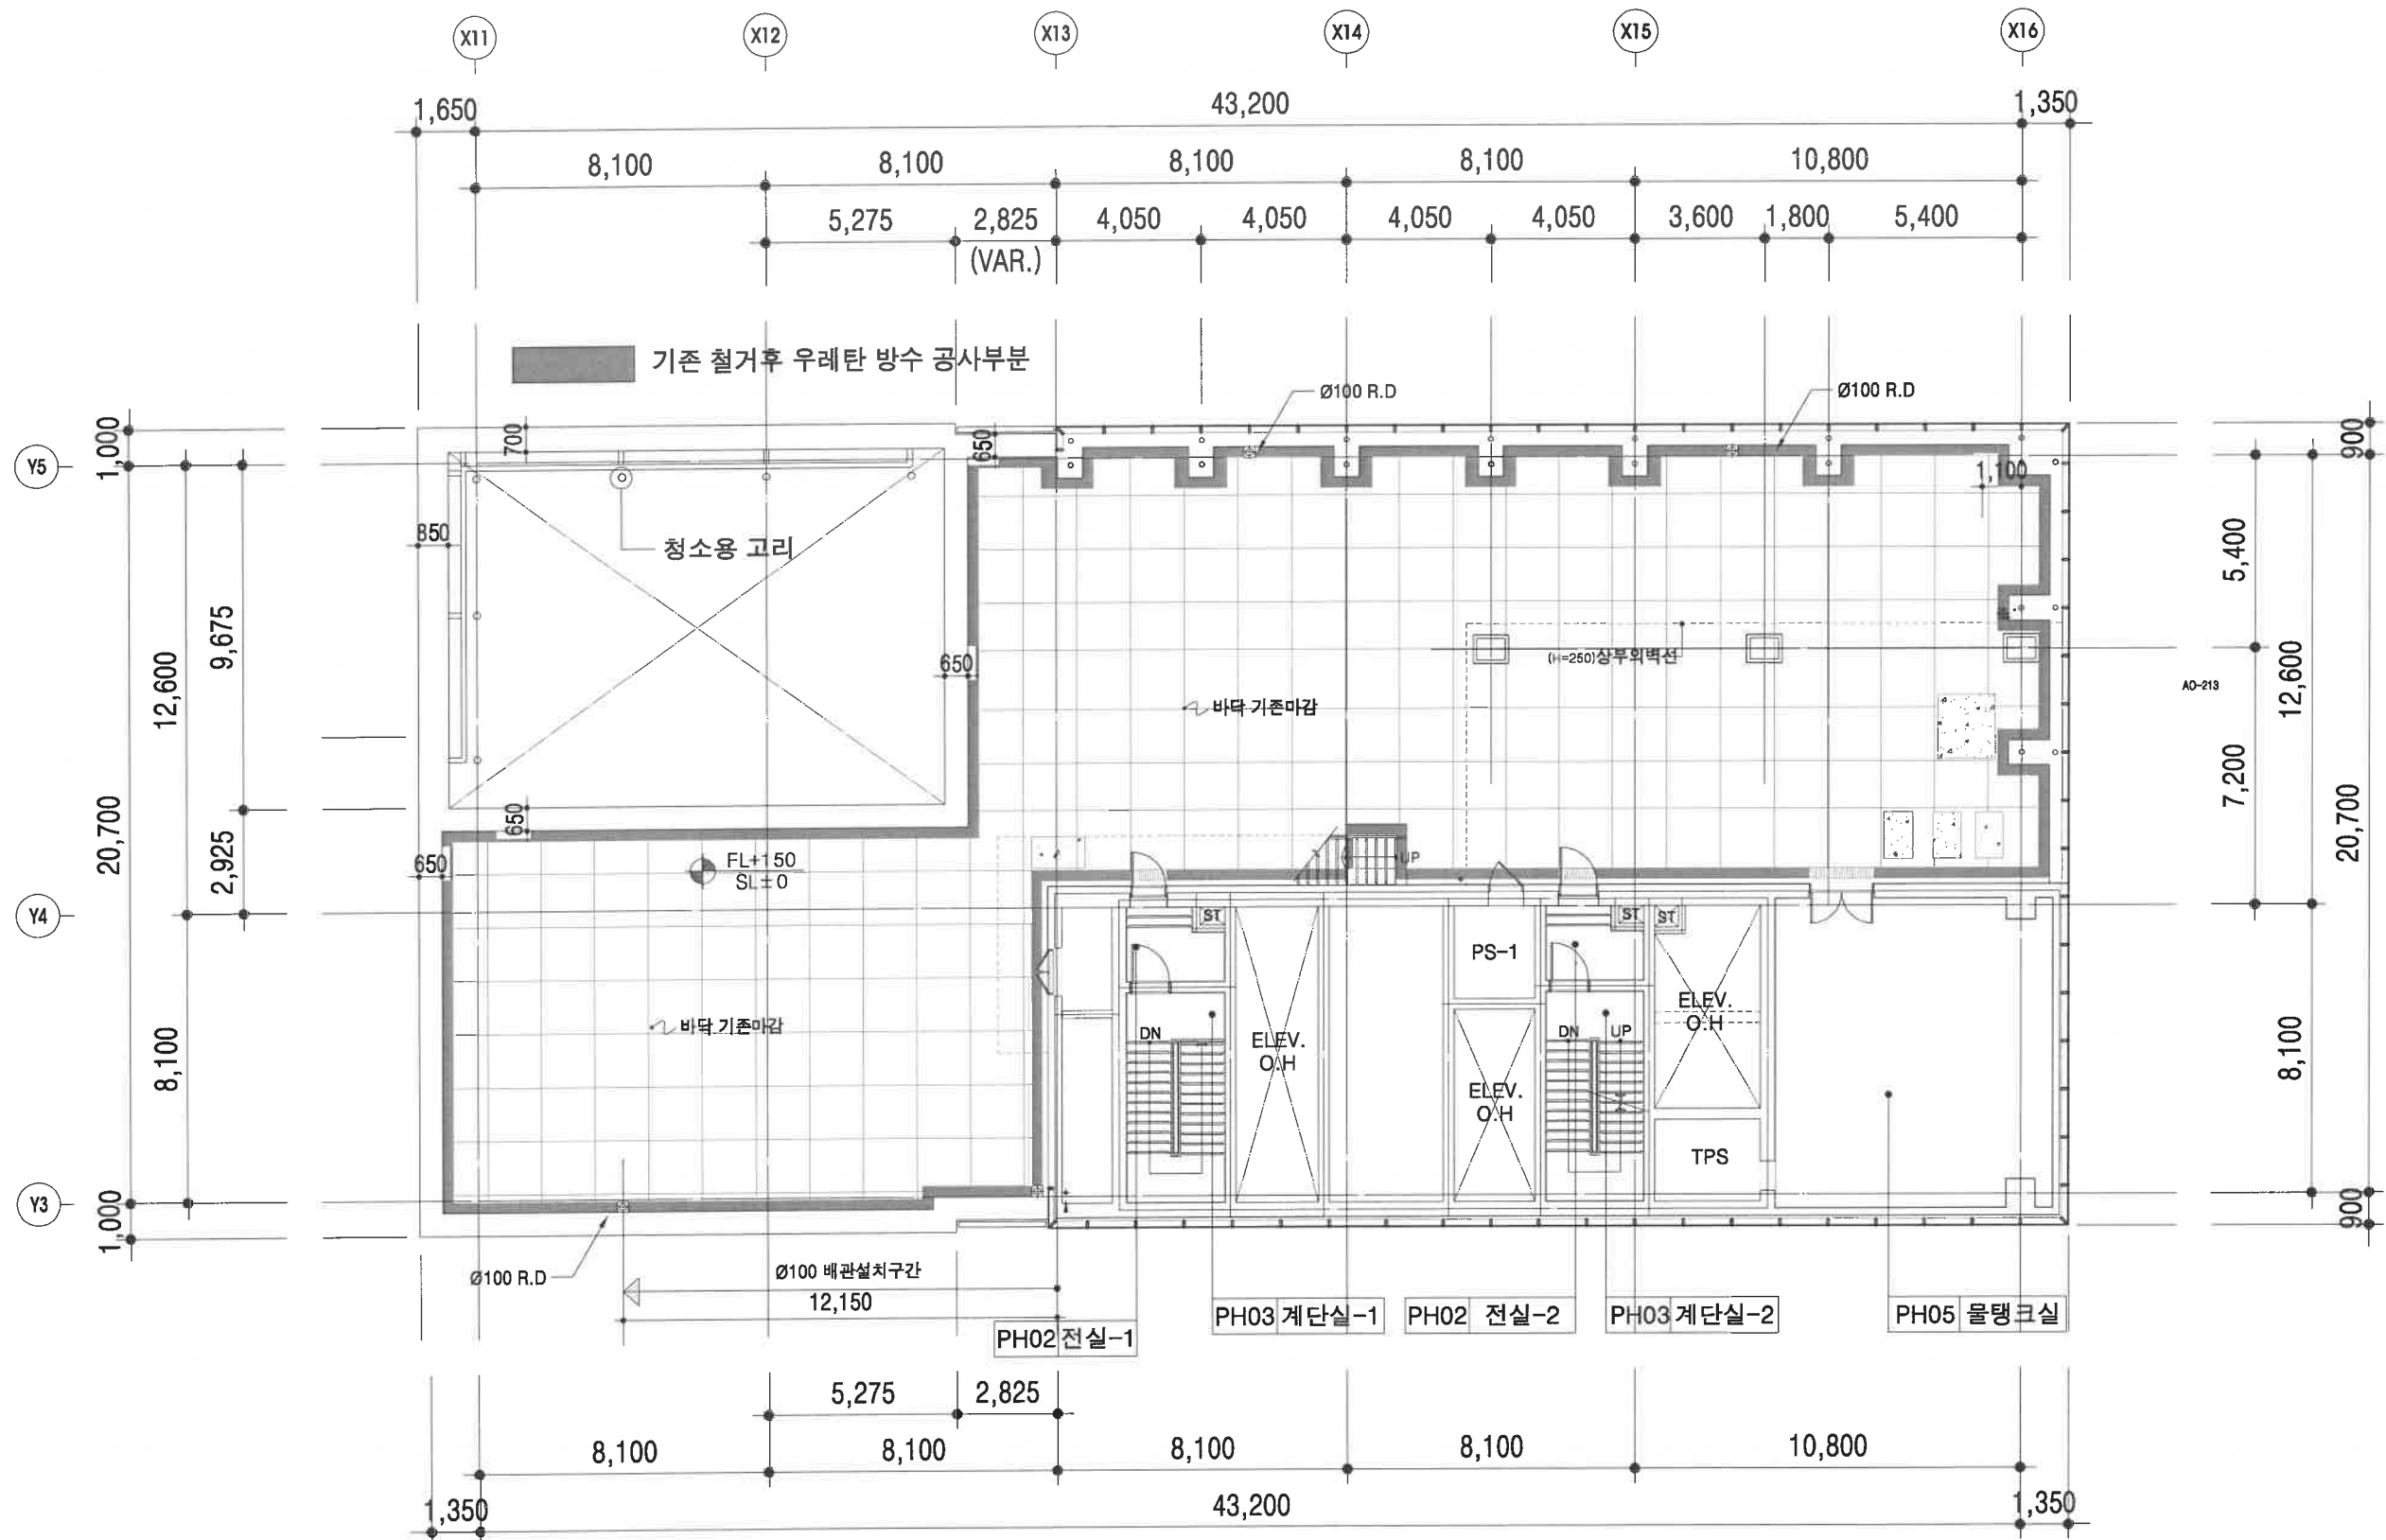 X11 X12 X13 X14 X15 X16
1,650 43,200 1,350
8,100 8,100 8,100 8,100 10,800
5,275 2,825 4,050 4,050 4,050 4,050 3,600 1,800 5,400
(VAR.)
기존 철거후 우레탄 방수 공사부분
Ø100 R.D Ø100 R.D
1,000 700 650 900
Y5
1,100
850 청소용 고리 5,400
9,675
12,600 650 (H=250)상부외벽선 12,600
AO-213
바닥 기존마감
7,200
20,700 650 20,700
2,925 650 FL+150 UP
SL±0
Y4 ST ST ST
PS-1
ELEV.
O.H
바닥 기존마감 DN ELEV. DN UP
O.H
8,100 ELEV. 8,100
O.H
TPS
Y3
1,000 900
Ø100 R.D Ø100 배관설치구간
12,150
PH03 계단실-1 PH02 전실-2 PH03 계단실-2 PH05 물탱크실
PH02 전실-1
5,275 2,825
8,100 8,100 8,100 8,100 10,800
1,350 43,200 1,350